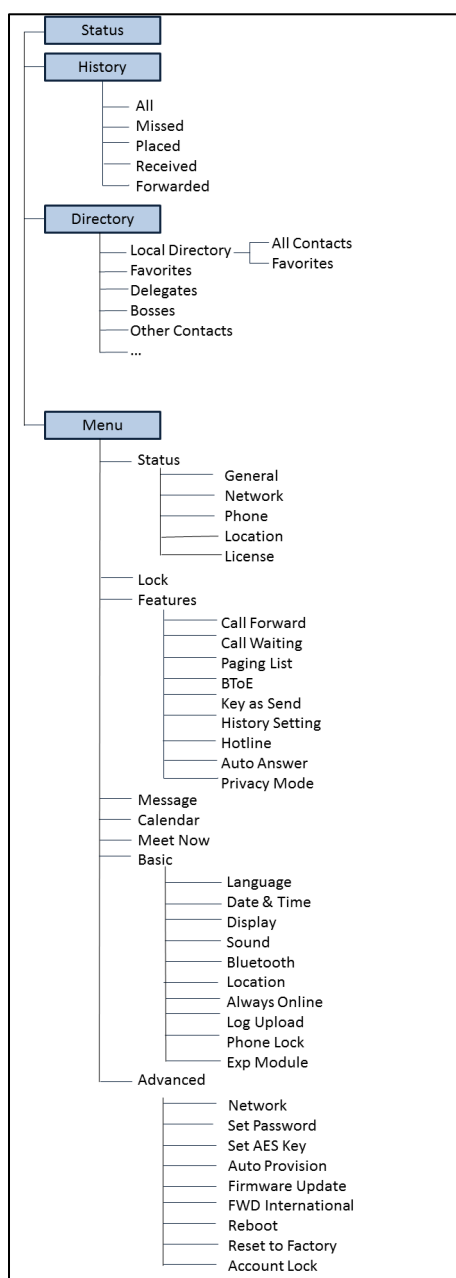 Status
History
All
Missed
Placed
Received
Forwarded
Directory
Local Directory
All Contacts
Favorites
Favorites
Delegates
Bosses
Other Contacts
...
Menu
Status
General
Network
Phone
Location
License
Lock
Features
Call Forward
Call Waiting
Paging List
BToE
Key as Send
History Setting
Hotline
Auto Answer
Privacy Mode
Message
Calendar
Meet Now
Basic
Language
Date & Time
Display
Sound
Bluetooth
Location
Always Online
Log Upload
Phone Lock
Exp Module
Advanced
Network
Set Password
Set AES Key
Auto Provision
Firmware Update
FWD International
Reboot
Reset to Factory
Account Lock